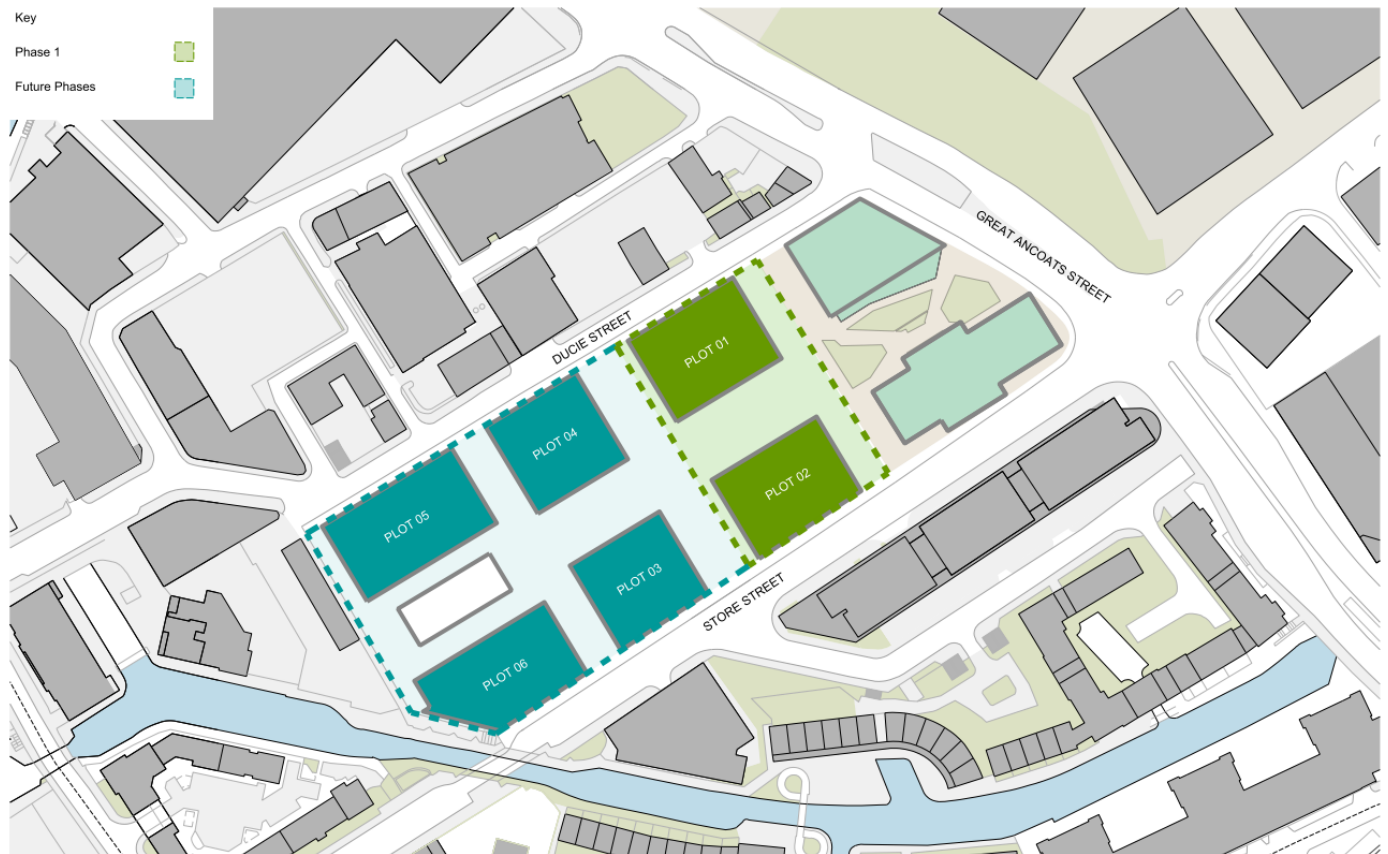 Key
Phase 1
Future Phases
GREAT ANCOATS STREET
DUCIE STREET
PLOT 01
PLOT 04
PLOT 02
PLOT 05
PLOT 03
STORE STREET
PLOT 06